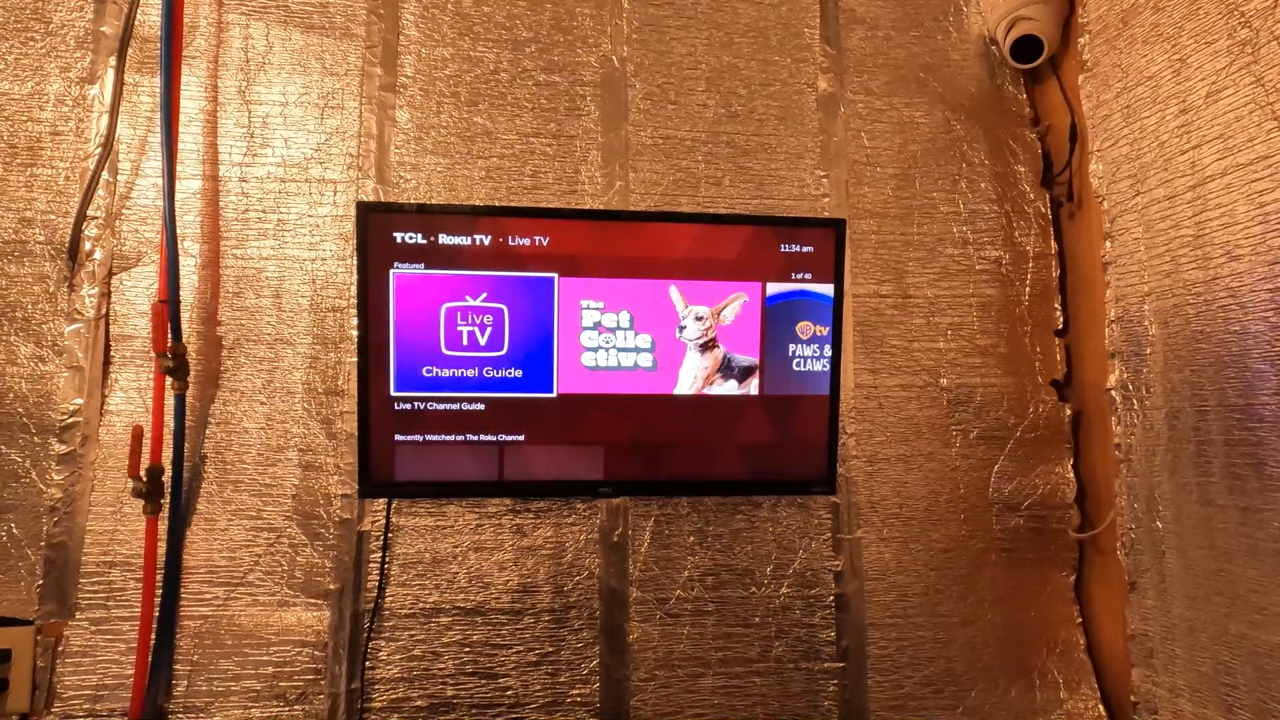 TCL • Roku TV • Live TV
11:34 am
Featured
1 of 40
Live TV
Channel Guide
The Pet Colle ctive
WB tv
PAWS &
CLAWS
Live TV Channel Guide
Recently Watched on The Roku Channel